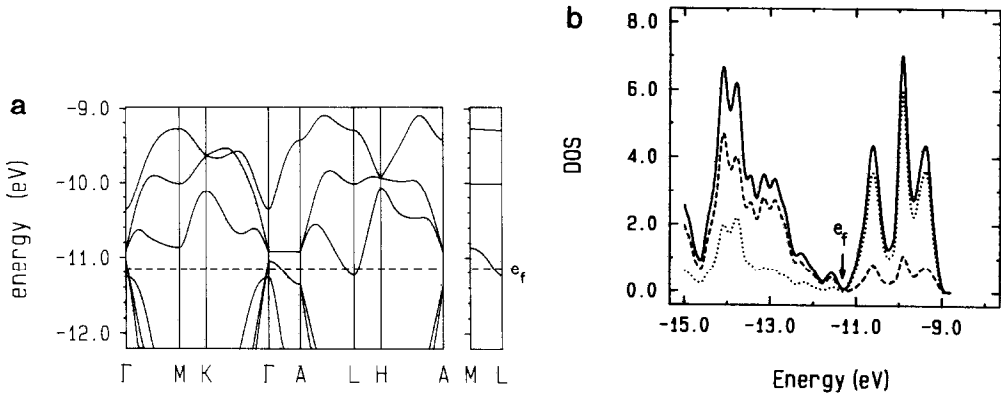 a
energy (eV)
-9.0
-10.0
-11.0
-12.0
Γ M K Γ A L H A M L
e_f
b
DOS
8.0
6.0
4.0
2.0
0.0
e_f
-15.0 -13.0 -11.0 -9.0
Energy (eV)